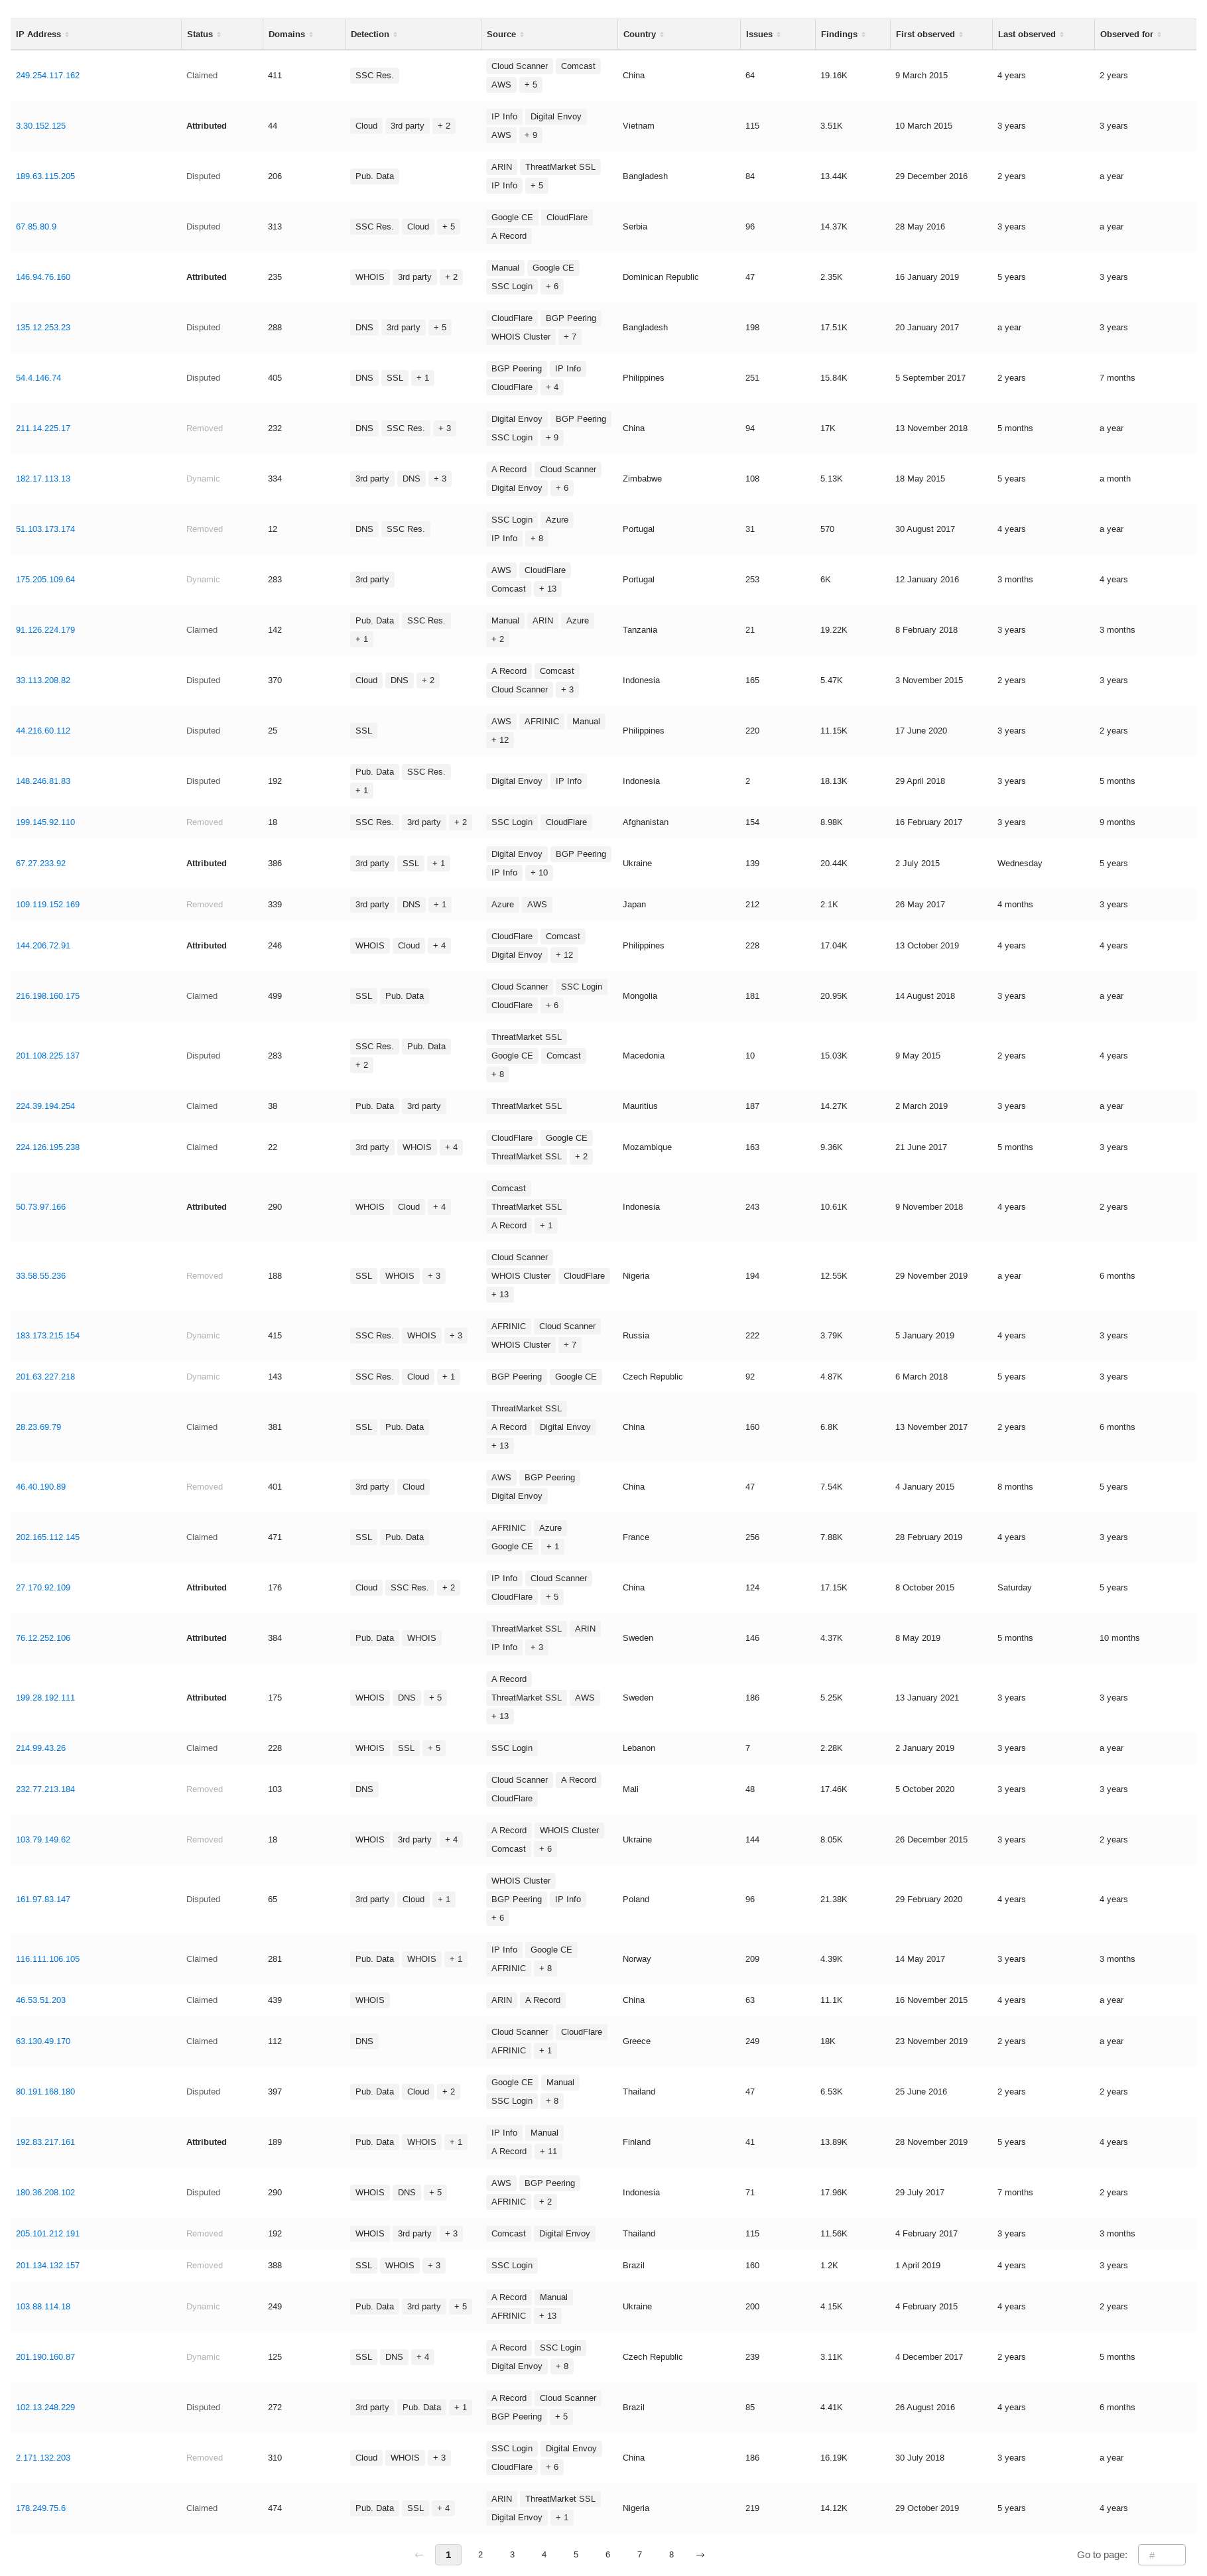 IP Address Status Domains Detection Source Country Issues Findings First observed Last observed Observed for
249.254.117.162 Claimed 411 SSC Res. Cloud Scanner Comcast AWS + 5 China 64 19.16K 9 March 2015 4 years 2 years
3.30.152.125 Attributed 44 Cloud 3rd party + 2 IP Info Digital Envoy AWS + 9 Vietnam 115 3.51K 10 March 2015 3 years 3 years
189.63.115.205 Disputed 206 Pub. Data ARIN ThreatMarket SSL IP Info + 5 Bangladesh 84 13.44K 29 December 2016 2 years a year
67.85.80.9 Disputed 313 SSC Res. Cloud + 5 Google CE CloudFlare A Record Serbia 96 14.37K 28 May 2016 3 years a year
146.94.76.160 Attributed 235 WHOIS 3rd party + 2 Manual Google CE SSC Login + 6 Dominican Republic 47 2.35K 16 January 2019 5 years 3 years
135.12.253.23 Disputed 288 DNS 3rd party + 5 CloudFlare BGP Peering WHOIS Cluster + 7 Bangladesh 198 17.51K 20 January 2017 a year 3 years
54.4.146.74 Disputed 405 DNS SSL + 1 BGP Peering IP Info CloudFlare + 4 Philippines 251 15.84K 5 September 2017 2 years 7 months
211.14.225.17 Removed 232 DNS SSC Res. + 3 Digital Envoy BGP Peering SSC Login + 9 China 94 17K 13 November 2018 5 months a year
182.17.113.13 Dynamic 334 3rd party DNS + 3 A Record Cloud Scanner Digital Envoy + 6 Zimbabwe 108 5.13K 18 May 2015 5 years a month
51.103.173.174 Removed 12 DNS SSC Res. SSC Login Azure IP Info + 8 Portugal 31 570 30 August 2017 4 years a year
175.205.109.64 Dynamic 283 3rd party AWS CloudFlare Comcast + 13 Portugal 253 6K 12 January 2016 3 months 4 years
91.126.224.179 Claimed 142 Pub. Data SSC Res. + 1 Manual ARIN Azure + 2 Tanzania 21 19.22K 8 February 2018 3 years 3 months
33.113.208.82 Disputed 370 Cloud DNS + 2 A Record Comcast Cloud Scanner + 3 Indonesia 165 5.47K 3 November 2015 2 years 3 years
44.216.60.112 Disputed 25 SSL AWS AFRINIC Manual + 12 Philippines 220 11.15K 17 June 2020 3 years 2 years
148.246.81.83 Disputed 192 Pub. Data SSC Res. + 1 Digital Envoy IP Info Indonesia 2 18.13K 29 April 2018 3 years 5 months
199.145.92.110 Removed 18 SSC Res. 3rd party + 2 SSC Login CloudFlare Afghanistan 154 8.98K 16 February 2017 3 years 9 months
67.27.233.92 Attributed 386 3rd party SSL + 1 Digital Envoy BGP Peering IP Info + 10 Ukraine 139 20.44K 2 July 2015 Wednesday 5 years
109.119.152.169 Removed 339 3rd party DNS + 1 Azure AWS Japan 212 2.1K 26 May 2017 4 months 3 years
144.206.72.91 Attributed 246 WHOIS Cloud + 4 CloudFlare Comcast Digital Envoy + 12 Philippines 228 17.04K 13 October 2019 4 years 4 years
216.198.160.175 Claimed 499 SSL Pub. Data Cloud Scanner SSC Login CloudFlare + 6 Mongolia 181 20.95K 14 August 2018 3 years a year
201.108.225.137 Disputed 283 SSC Res. Pub. Data + 2 ThreatMarket SSL Google CE Comcast + 8 Macedonia 10 15.03K 9 May 2015 2 years 4 years
224.39.194.254 Claimed 38 Pub. Data 3rd party ThreatMarket SSL Mauritius 187 14.27K 2 March 2019 3 years a year
224.126.195.238 Claimed 22 3rd party WHOIS + 4 CloudFlare Google CE ThreatMarket SSL + 2 Mozambique 163 9.36K 21 June 2017 5 months 3 years
50.73.97.166 Attributed 290 WHOIS Cloud + 4 Comcast ThreatMarket SSL A Record + 1 Indonesia 243 10.61K 9 November 2018 4 years 2 years
33.58.55.236 Removed 188 SSL WHOIS + 3 Cloud Scanner WHOIS Cluster CloudFlare + 13 Nigeria 194 12.55K 29 November 2019 a year 6 months
183.173.215.154 Dynamic 415 SSC Res. WHOIS + 3 AFRINIC Cloud Scanner WHOIS Cluster + 7 Russia 222 3.79K 5 January 2019 4 years 3 years
201.63.227.218 Dynamic 143 SSC Res. Cloud + 1 BGP Peering Google CE Czech Republic 92 4.87K 6 March 2018 5 years 3 years
28.23.69.79 Claimed 381 SSL Pub. Data ThreatMarket SSL A Record Digital Envoy + 13 China 160 6.8K 13 November 2017 2 years 6 months
46.40.190.89 Removed 401 3rd party Cloud AWS BGP Peering Digital Envoy China 47 7.54K 4 January 2015 8 months 5 years
202.165.112.145 Claimed 471 SSL Pub. Data AFRINIC Azure Google CE + 1 France 256 7.88K 28 February 2019 4 years 3 years
27.170.92.109 Attributed 176 Cloud SSC Res. + 2 IP Info Cloud Scanner CloudFlare + 5 China 124 17.15K 8 October 2015 Saturday 5 years
76.12.252.106 Attributed 384 Pub. Data WHOIS ThreatMarket SSL ARIN IP Info + 3 Sweden 146 4.37K 8 May 2019 5 months 10 months
199.28.192.111 Attributed 175 WHOIS DNS + 5 A Record ThreatMarket SSL AWS + 13 Sweden 186 5.25K 13 January 2021 3 years 3 years
214.99.43.26 Claimed 228 WHOIS SSL + 5 SSC Login Lebanon 7 2.28K 2 January 2019 3 years a year
232.77.213.184 Removed 103 DNS Cloud Scanner A Record CloudFlare Mali 48 17.46K 5 October 2020 3 years 3 years
103.79.149.62 Removed 18 WHOIS 3rd party + 4 A Record WHOIS Cluster Comcast + 6 Ukraine 144 8.05K 26 December 2015 3 years 2 years
161.97.83.147 Disputed 65 3rd party Cloud + 1 WHOIS Cluster BGP Peering IP Info + 6 Poland 96 21.38K 29 February 2020 4 years 4 years
116.111.106.105 Claimed 281 Pub. Data WHOIS + 1 IP Info Google CE AFRINIC + 8 Norway 209 4.39K 14 May 2017 3 years 3 months
46.53.51.203 Claimed 439 WHOIS ARIN A Record China 63 11.1K 16 November 2015 4 years a year
63.130.49.170 Claimed 112 DNS Cloud Scanner CloudFlare AFRINIC + 1 Greece 249 18K 23 November 2019 2 years a year
80.191.168.180 Disputed 397 Pub. Data Cloud + 2 Google CE Manual SSC Login + 8 Thailand 47 6.53K 25 June 2016 2 years 2 years
192.83.217.161 Attributed 189 Pub. Data WHOIS + 1 IP Info Manual A Record + 11 Finland 41 13.89K 28 November 2019 5 years 4 years
180.36.208.102 Disputed 290 WHOIS DNS + 5 AWS BGP Peering AFRINIC + 2 Indonesia 71 17.96K 29 July 2017 7 months 2 years
205.101.212.191 Removed 192 WHOIS 3rd party + 3 Comcast Digital Envoy Thailand 115 11.56K 4 February 2017 3 years 3 months
201.134.132.157 Removed 388 SSL WHOIS + 3 SSC Login Brazil 160 1.2K 1 April 2019 4 years 3 years
103.88.114.18 Dynamic 249 Pub. Data 3rd party + 5 A Record Manual AFRINIC + 13 Ukraine 200 4.15K 4 February 2015 4 years 2 years
201.190.160.87 Dynamic 125 SSL DNS + 4 A Record SSC Login Digital Envoy + 8 Czech Republic 239 3.11K 4 December 2017 2 years 5 months
102.13.248.229 Disputed 272 3rd party Pub. Data + 1 A Record Cloud Scanner BGP Peering + 5 Brazil 85 4.41K 26 August 2016 4 years 6 months
2.171.132.203 Removed 310 Cloud WHOIS + 3 SSC Login Digital Envoy CloudFlare + 6 China 186 16.19K 30 July 2018 3 years a year
178.249.75.6 Claimed 474 Pub. Data SSL + 4 ARIN ThreatMarket SSL Digital Envoy + 1 Nigeria 219 14.12K 29 October 2019 5 years 4 years
← 1 2 3 4 5 6 7 8 → Go to page: #